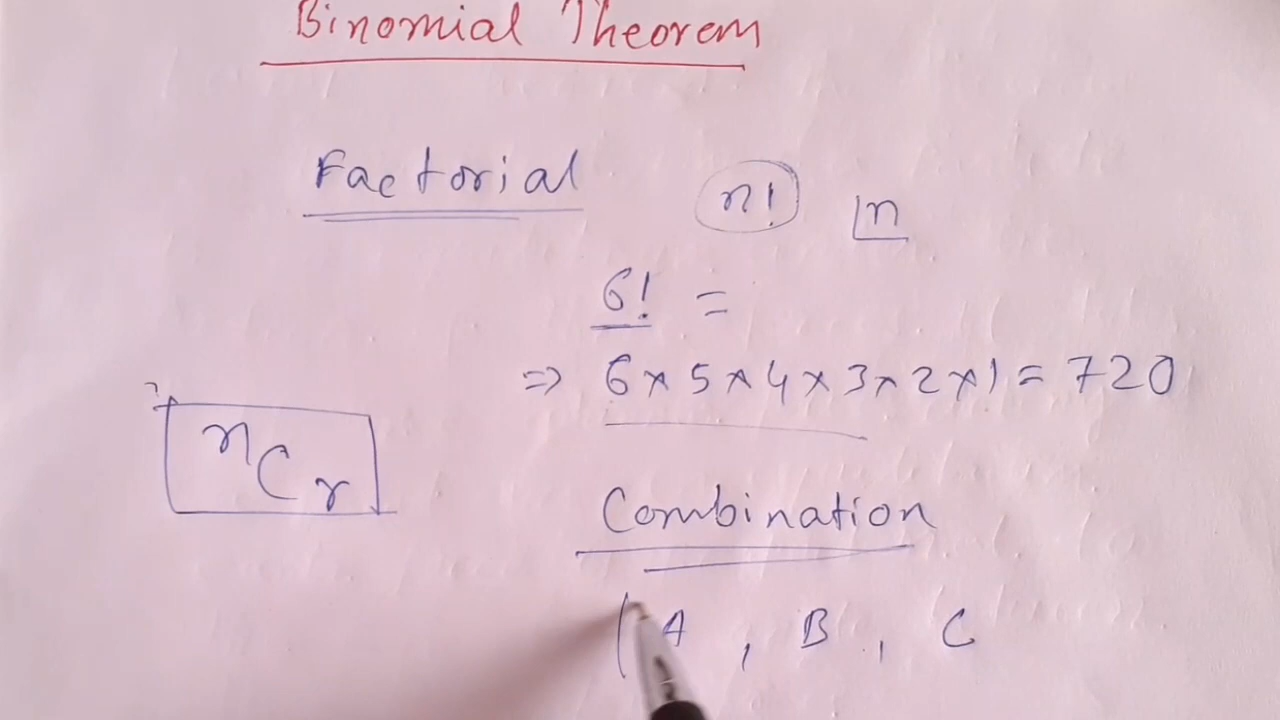 Binomial Theorem
Factorial
n! |n
6! =
⇒ 6×5×4×3×2×1=720
nCr
Combination
(A , B , C